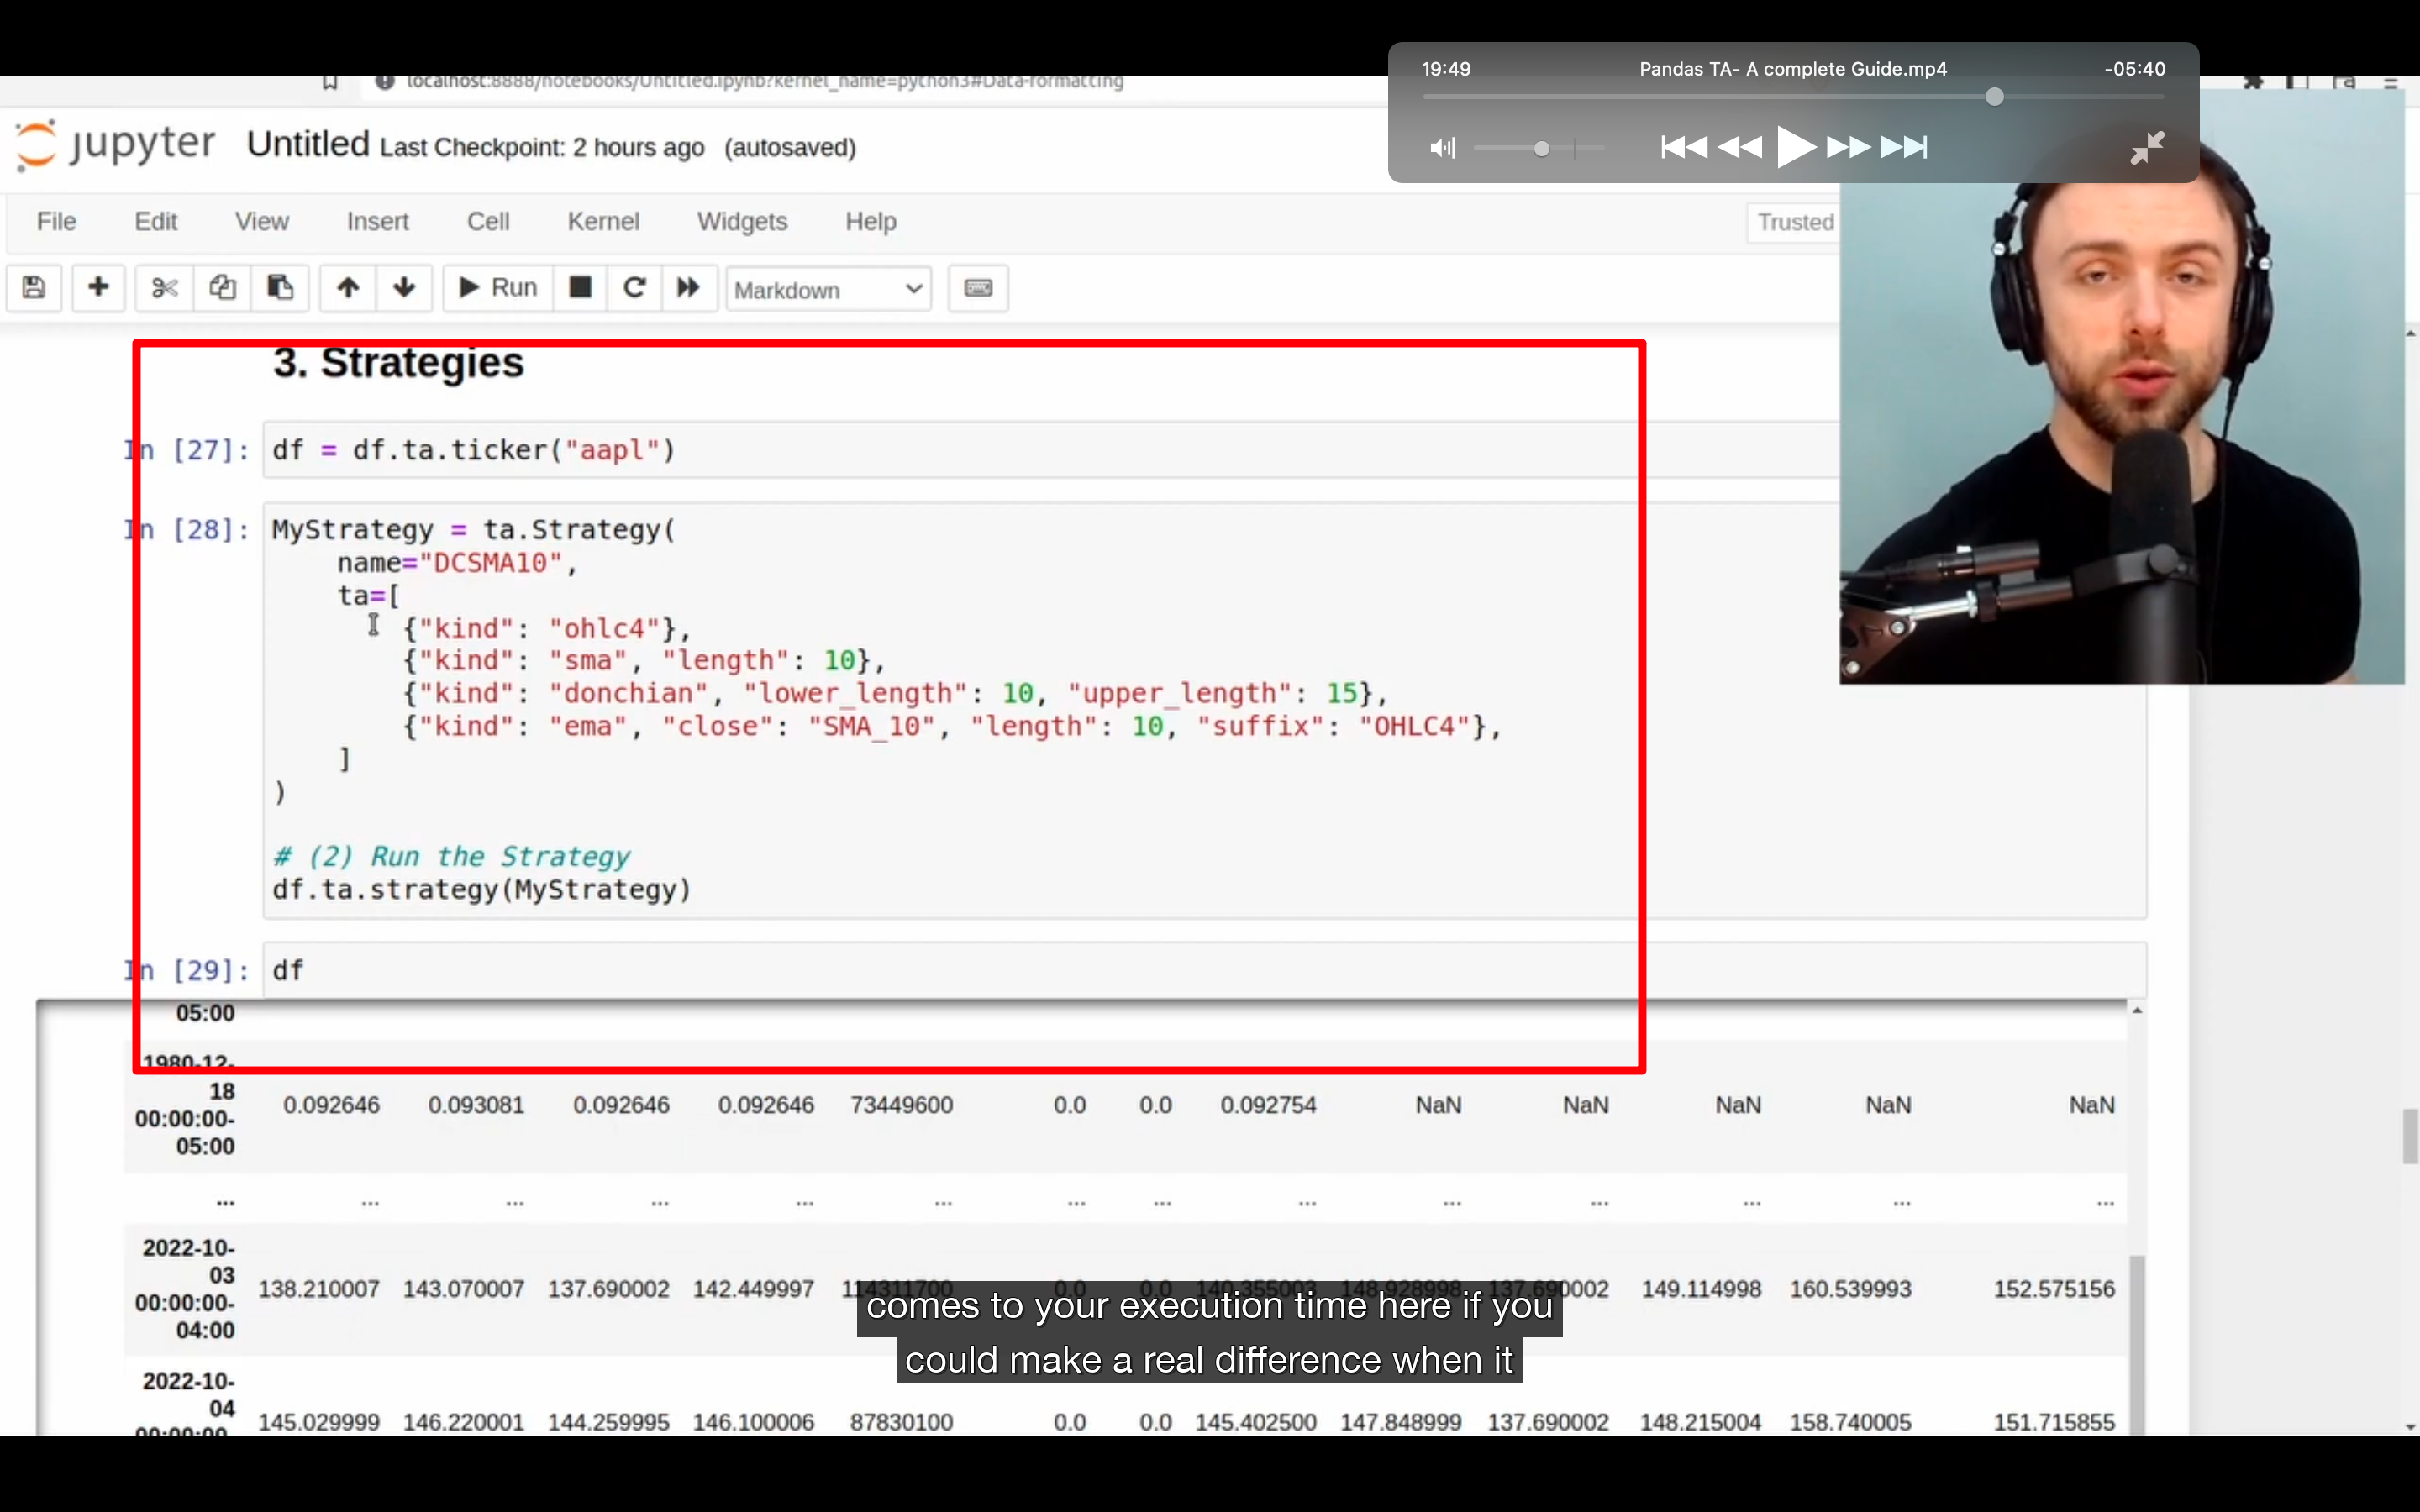 19:49 Pandas TA- A complete Guide.mp4 -05:40
localhost:8888/notebooks/Untitled.ipynb?kernel_name=python3#Data-formatting
jupyter Untitled Last Checkpoint: 2 hours ago (autosaved)
File Edit View Insert Cell Kernel Widgets Help Trusted
Run Markdown
3. Strategies
In [27]: df = df.ta.ticker("aapl")
In [28]: MyStrategy = ta.Strategy(
name="DCSMA10",
ta=[
{"kind": "ohlc4"},
{"kind": "sma", "length": 10},
{"kind": "donchian", "lower_length": 10, "upper_length": 15},
{"kind": "ema", "close": "SMA_10", "length": 10, "suffix": "OHLC4"},
]
)
# (2) Run the Strategy
df.ta.strategy(MyStrategy)
In [29]: df
05:00
1980-12-
18
00:00:00-
05:00
0.092646 0.093081 0.092646 0.092646 73449600 0.0 0.0 0.092754 NaN NaN NaN NaN NaN
... ... ... ... ... ... ... ... ... ... ... ... ... ...
2022-10-
03
00:00:00-
04:00
138.210007 143.070007 137.690002 142.449997 114311700 0.0 0.0 140.355003 148.928998 137.690002 149.114998 160.539993 152.575156
comes to your execution time here if you
could make a real difference when it
2022-10-
04
00:00:00-
145.029999 146.220001 144.259995 146.100006 87830100 0.0 0.0 145.402500 147.848999 137.690002 148.215004 158.740005 151.715855